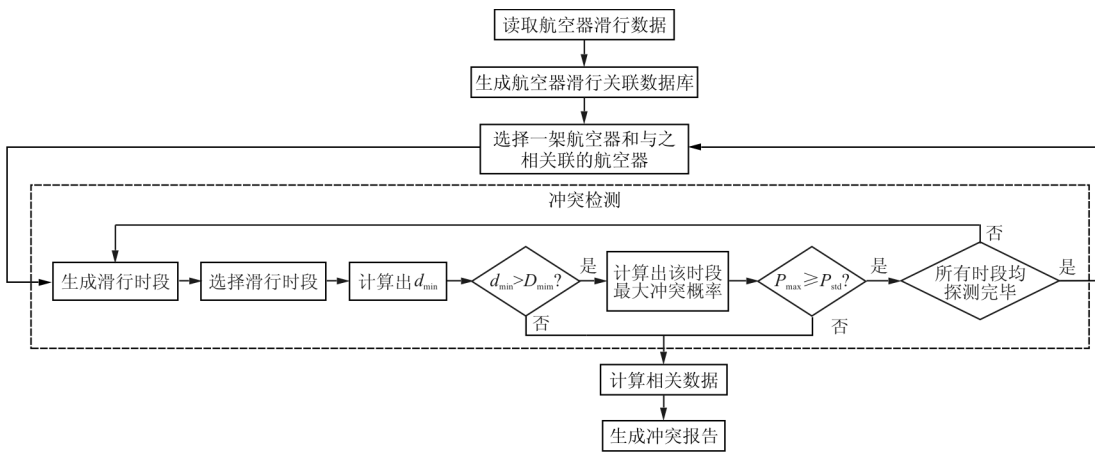 读取航空器滑行数据
生成航空器滑行关联数据库
选择一架航空器和与之
相关联的航空器
冲突检测
否
生成滑行时段
选择滑行时段
计算出dmin
dmin>Dmim?
是
计算出该时段
最大冲突概率
Pmax≥Pstd?
是
所有时段均
探测完毕
是
否
否
计算相关数据
生成冲突报告